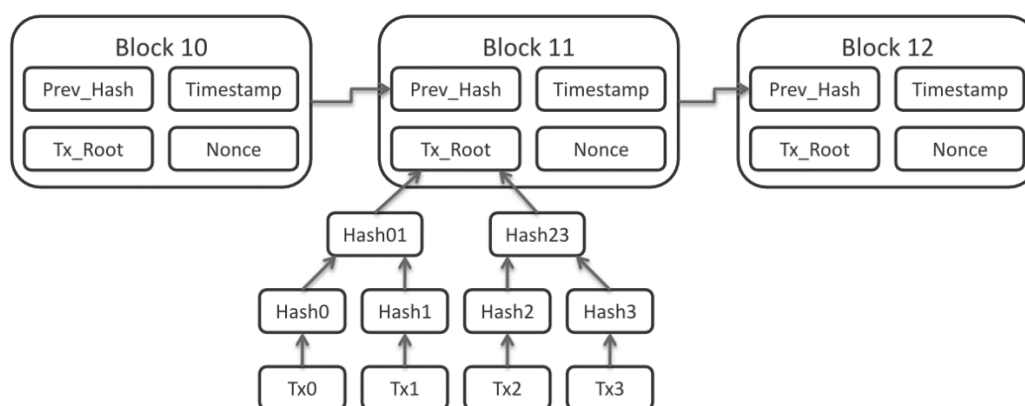 Block 10
Block 11
Block 12
Prev_Hash
Timestamp
Prev_Hash
Timestamp
Prev_Hash
Timestamp
Tx_Root
Nonce
Tx_Root
Nonce
Tx_Root
Nonce
Hash01
Hash23
Hash0
Hash1
Hash2
Hash3
Tx0
Tx1
Tx2
Tx3